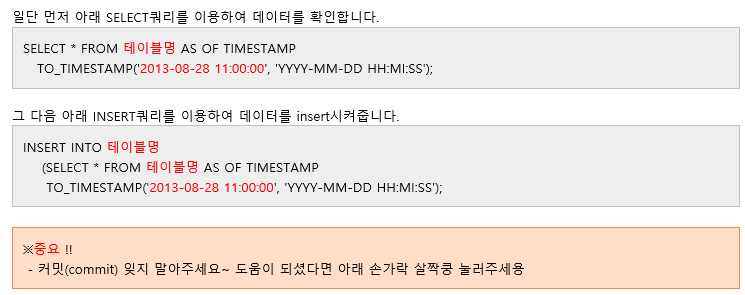 일단 먼저 아래 SELECT쿼리를 이용하여 데이터를 확인합니다.
SELECT * FROM 테이블명 AS OF TIMESTAMP
TO_TIMESTAMP('2013-08-28 11:00:00', 'YYYY-MM-DD HH:MI:SS');
그 다음 아래 INSERT쿼리를 이용하여 데이터를 insert시켜줍니다.
INSERT INTO 테이블명
(SELECT * FROM 테이블명 AS OF TIMESTAMP
TO_TIMESTAMP('2013-08-28 11:00:00', 'YYYY-MM-DD HH:MI:SS');
※중요 !!
- 커밋(commit) 잊지 말아주세요~ 도움이 되셨다면 아래 손가락 살짝쿵 눌러주세용